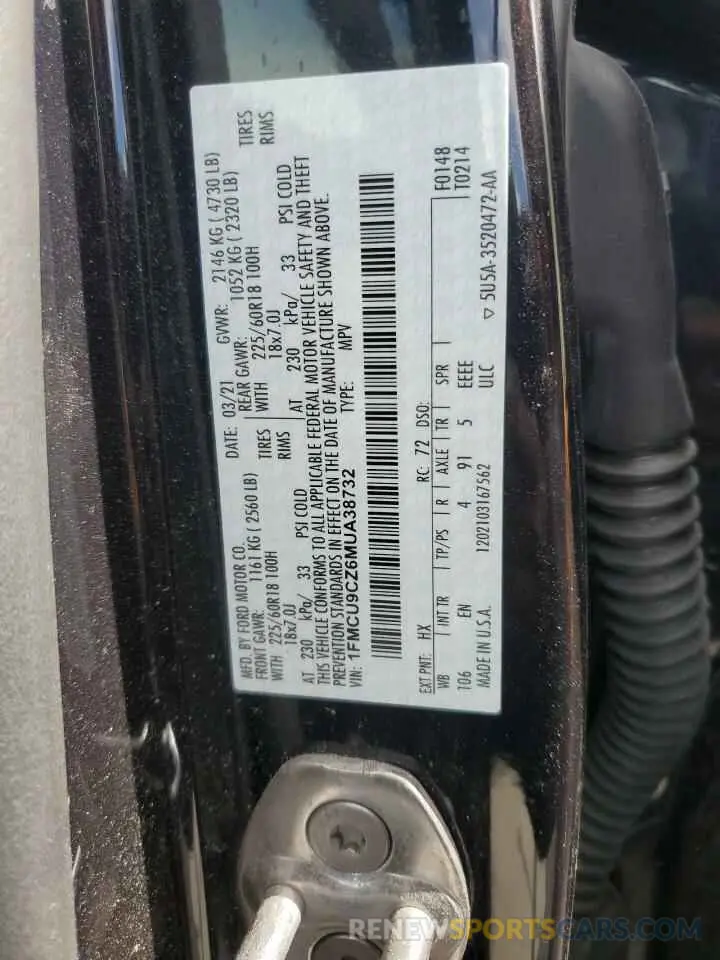 MFD. BY FORD MOTOR CO. DATE: 03/21 GVWR: 2146 KG ( 4730 LB)
FRONT GAWR: 1161 KG ( 2560 LB) REAR GAWR: 1052 KG ( 2320 LB)
WITH 225/60R18 100H TIRES WITH 225/60R18 100H TIRES
18x7.0J RIMS 18x7.0J RIMS
AT 230 kPa/ 33 PSI COLD AT 230 kPa/ 33 PSI COLD
THIS VEHICLE CONFORMS TO ALL APPLICABLE FEDERAL MOTOR VEHICLE SAFETY AND THEFT
PREVENTION STANDARDS IN EFFECT ON THE DATE OF MANUFACTURE SHOWN ABOVE.
VIN: 1FMCU9CZ6MUA38732 TYPE: MPV
EXT PNT: HX RC: 72 DSO: F0148
WB INT TR TP/PS R AXLE TR SPR T0214
106 EN 4 91 5 EEEE
MADE IN U.S.A. 1202103167562 ULC ▽ 5U5A-3520472-AA
RENEWSPORTSCARS.COM